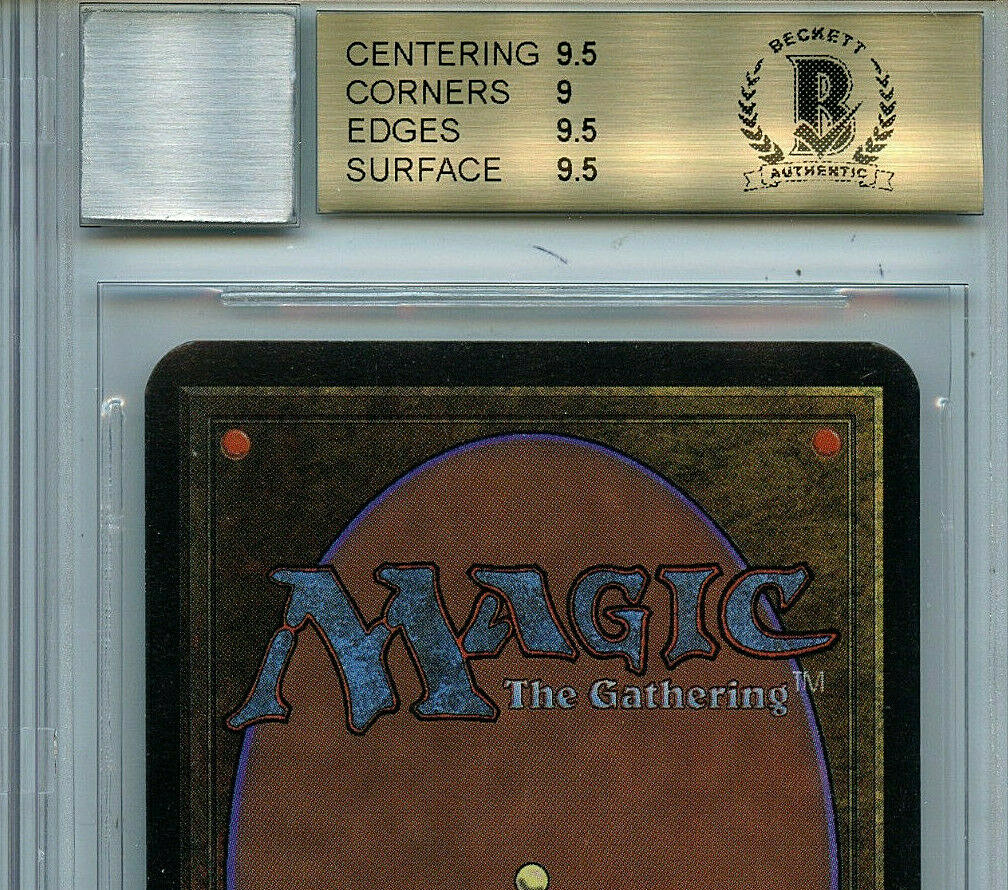 CENTERING 9.5
CORNERS 9
EDGES 9.5
SURFACE 9.5
BECKETT
B
AUTHENTIC
MAGIC
The Gathering™